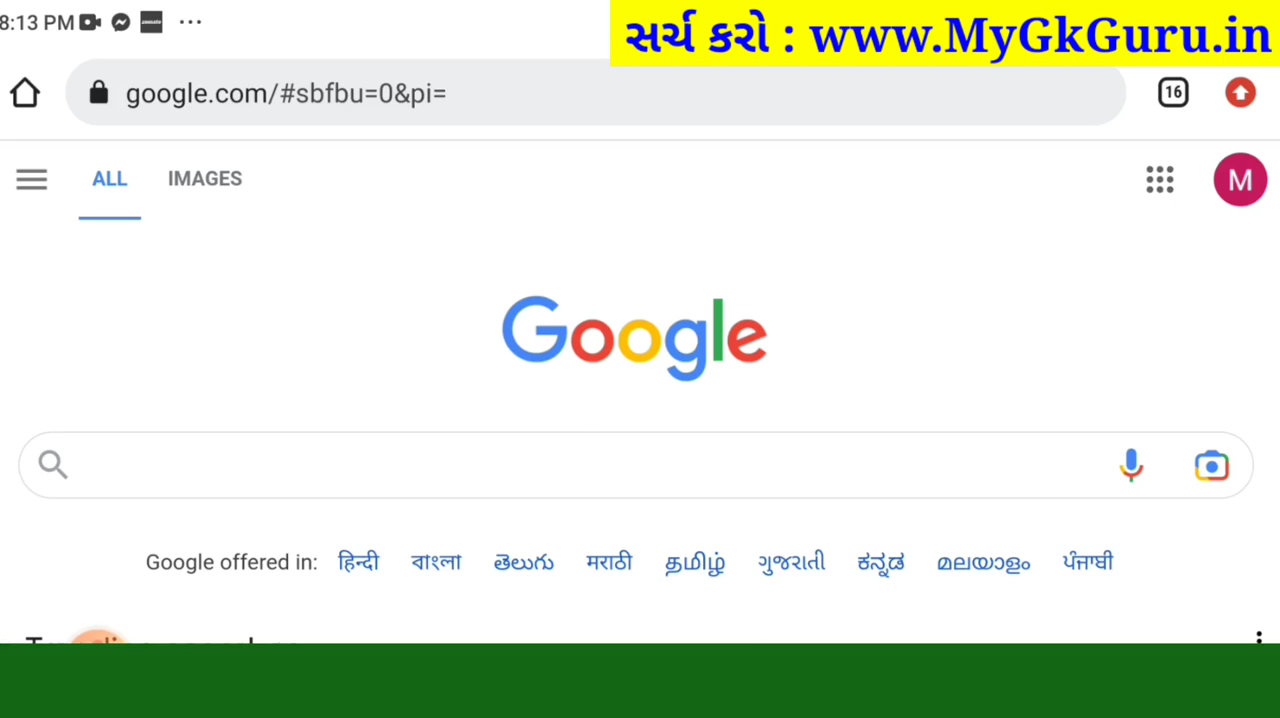 8:13 PM
સર્ચ કરો : www.MyGkGuru.in
google.com/#sbfbu=0&pi=
16
ALL IMAGES
M
Google
Google offered in: हिन्दी বাংলা తెలుగు मराठी தமிழ் ગુજરાતી ಕನ್ನಡ മലയാളം ਪੰਜਾਬੀ